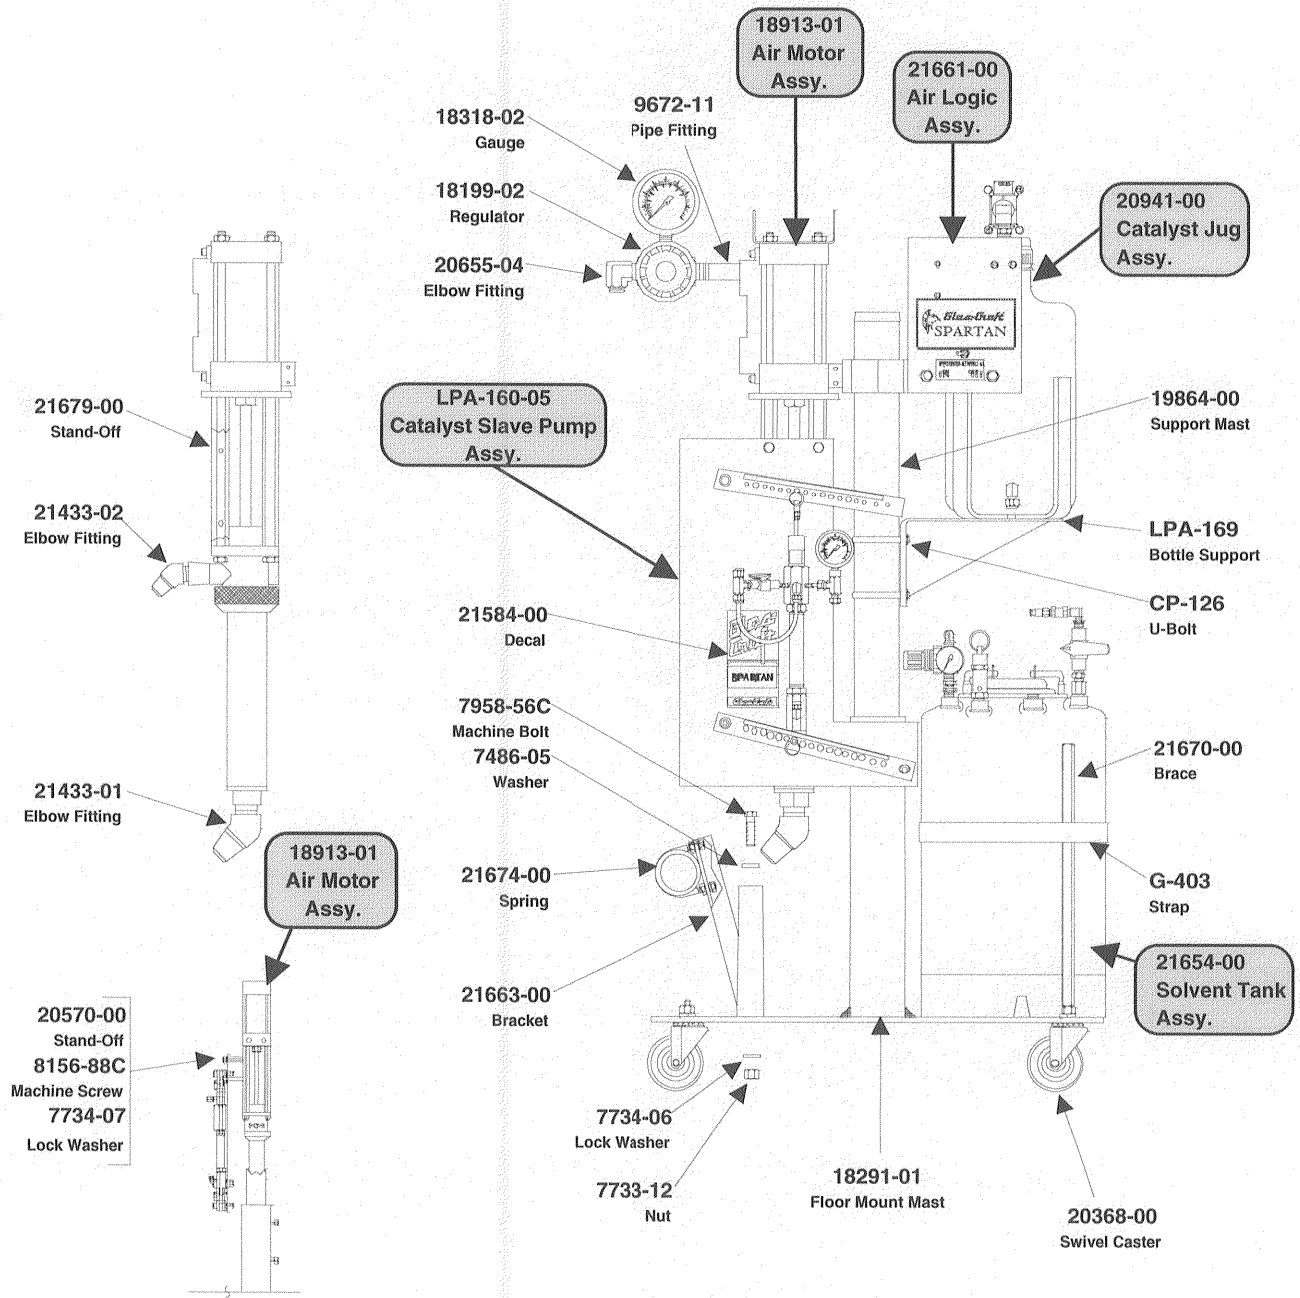 18913-01
Air Motor
Assy.
21661-00
Air Logic
Assy.
18318-02
Gauge
9672-11
Pipe Fitting
18199-02
Regulator
20941-00
Catalyst Jug
Assy.
20655-04
Elbow Fitting
Glas-Craft
SPARTAN
LPA-160-05
Catalyst Slave Pump
Assy.
19864-00
Support Mast
21679-00
Stand-Off
21433-02
Elbow Fitting
LPA-169
Bottle Support
CP-126
U-Bolt
21584-00
Decal
SPARTAN
7958-56C
Machine Bolt
7486-05
Washer
21670-00
Brace
21433-01
Elbow Fitting
18913-01
Air Motor
Assy.
21674-00
Spring
G-403
Strap
21663-00
Bracket
21654-00
Solvent Tank
Assy.
20570-00
Stand-Off
8156-88C
Machine Screw
7734-07
Lock Washer
7734-06
Lock Washer
7733-12
Nut
18291-01
Floor Mount Mast
20368-00
Swivel Caster